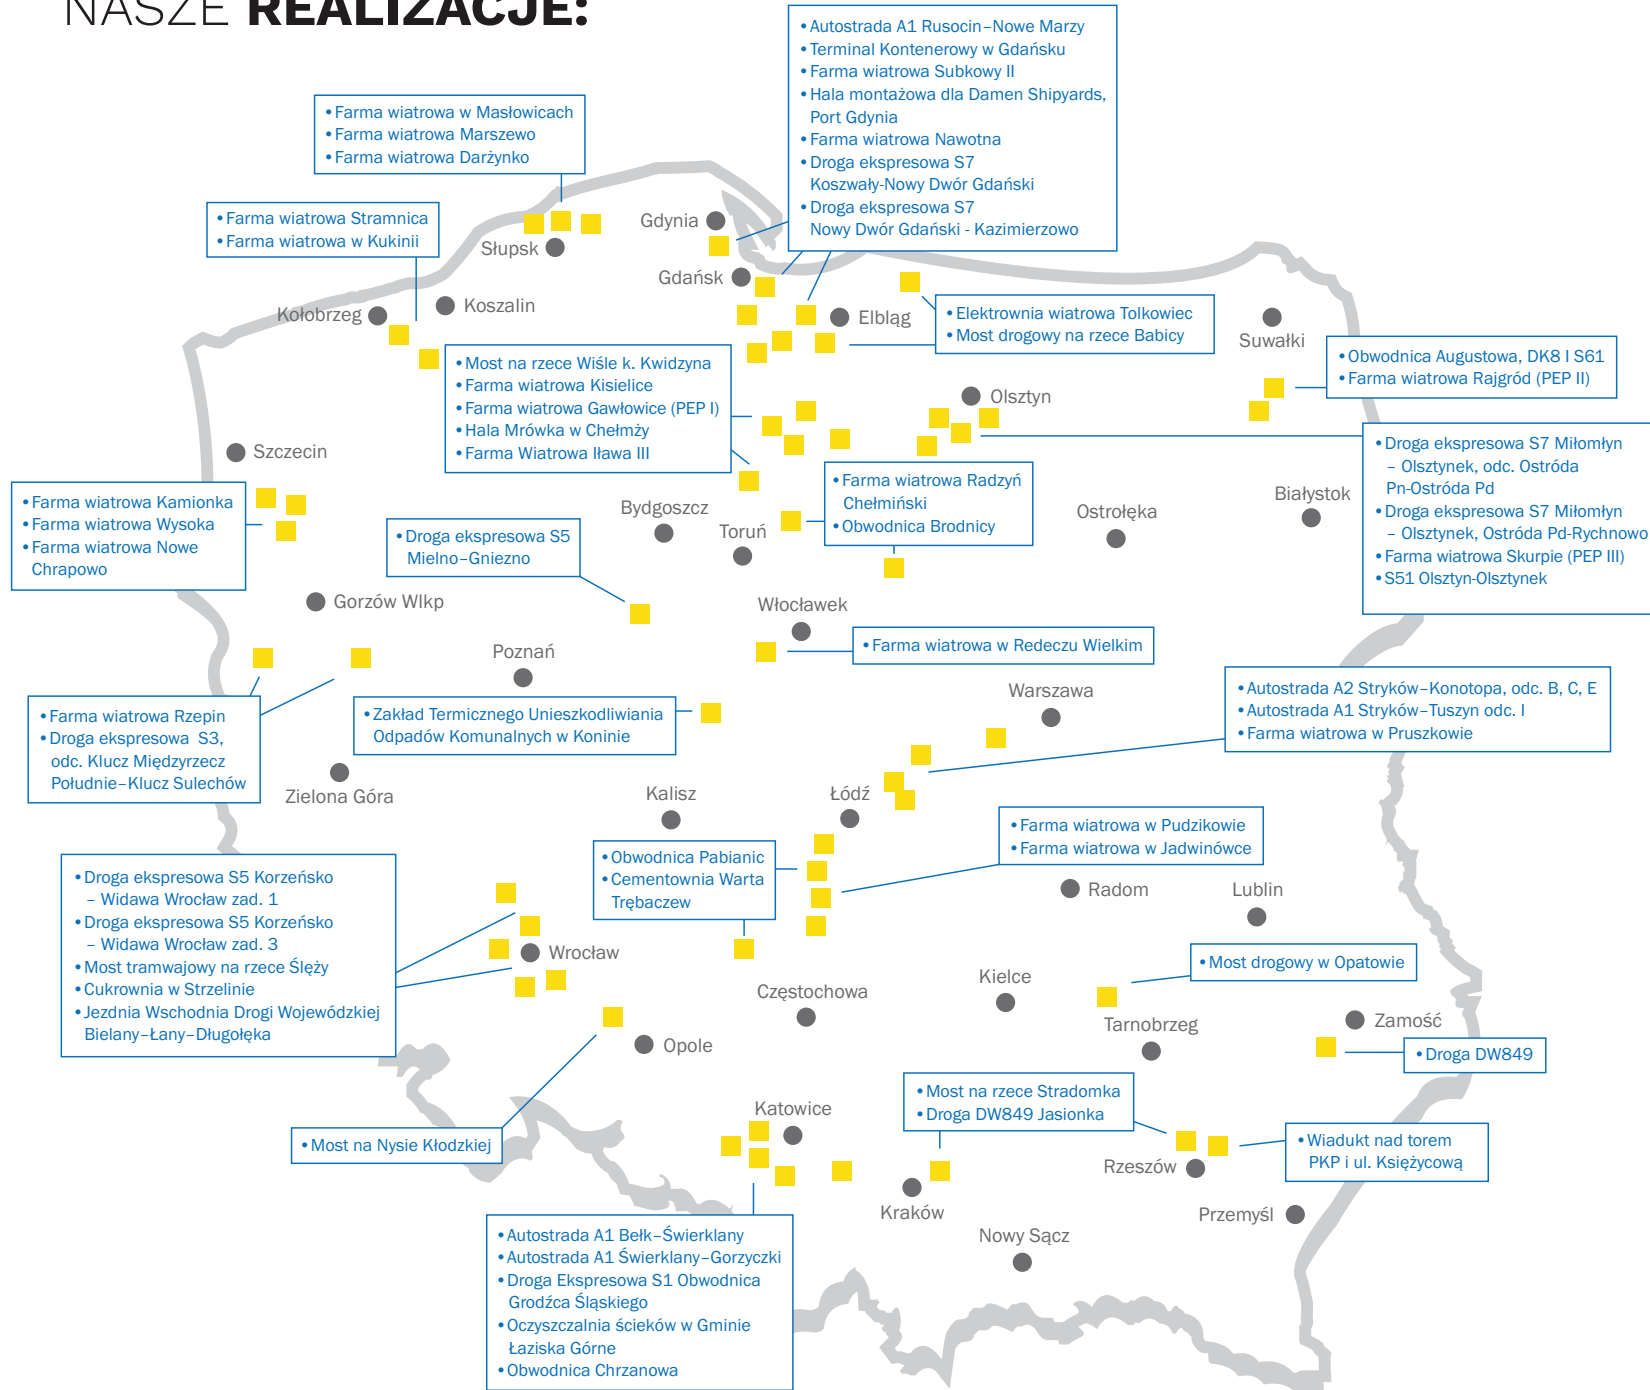 NASZE REALIZACJE:
• Autostrada A1 Rusocin–Nowe Marzy
• Terminal Kontenerowy w Gdańsku
• Farma wiatrowa Subkowy II
• Hala montażowa dla Damen Shipyards,
Port Gdynia
• Farma wiatrowa Nawotna
• Droga ekspresowa S7
Koszwały-Nowy Dwór Gdański
• Droga ekspresowa S7
Nowy Dwór Gdański - Kazimierzowo
• Farma wiatrowa w Masłowicach
• Farma wiatrowa Marszewo
• Farma wiatrowa Darżynko
• Farma wiatrowa Stramnica
• Farma wiatrowa w Kukinii
Gdynia
Słupsk
Gdańsk
Koszalin
Kołobrzeg
Elbląg
• Elektrownia wiatrowa Tolkowiec
• Most drogowy na rzece Babicy
Suwałki
• Obwodnica Augustowa, DK8 I S61
• Farma wiatrowa Rajgród (PEP II)
• Most na rzece Wiśle k. Kwidzyna
• Farma wiatrowa Kisielice
• Farma wiatrowa Gawłowice (PEP I)
• Hala Mrówka w Chełmży
• Farma Wiatrowa Iława III
Olsztyn
• Droga ekspresowa S7 Miłomłyn
– Olsztynek, odc. Ostróda
Pn-Ostróda Pd
• Droga ekspresowa S7 Miłomłyn
– Olsztynek, Ostróda Pd-Rychnowo
• Farma wiatrowa Skurpie (PEP III)
• S51 Olsztyn-Olsztynek
Szczecin
• Farma wiatrowa Kamionka
• Farma wiatrowa Wysoka
• Farma wiatrowa Nowe
Chrapowo
• Farma wiatrowa Radzyń
Chełmiński
• Obwodnica Brodnicy
Bydgoszcz
Toruń
Ostrołęka
Białystok
• Droga ekspresowa S5
Mielno–Gniezno
Gorzów Wlkp
Włocławek
• Farma wiatrowa w Redeczu Wielkim
Poznań
Warszawa
• Farma wiatrowa Rzepin
• Droga ekspresowa S3,
odc. Klucz Międzyrzecz
Południe–Klucz Sulechów
• Zakład Termicznego Unieszkodliwiania
Odpadów Komunalnych w Koninie
• Autostrada A2 Stryków–Konotopa, odc. B, C, E
• Autostrada A1 Stryków–Tuszyn odc. I
• Farma wiatrowa w Pruszkowie
Zielona Góra
Kalisz
Łódź
• Farma wiatrowa w Pudzikowie
• Farma wiatrowa w Jadwinówce
• Obwodnica Pabianic
• Cementownia Warta
Trębaczew
Radom
Lublin
• Droga ekspresowa S5 Korzeńsko
– Widawa Wrocław zad. 1
• Droga ekspresowa S5 Korzeńsko
– Widawa Wrocław zad. 3
• Most tramwajowy na rzece Ślęży
• Cukrownia w Strzelinie
• Jezdnia Wschodnia Drogi Wojewódzkiej
Bielany–Łany–Długołęka
Wrocław
• Most drogowy w Opatowie
Częstochowa
Kielce
Tarnobrzeg
Zamość
• Droga DW849
Opole
• Most na rzece Stradomka
• Droga DW849 Jasionka
Katowice
• Most na Nysie Kłodzkiej
• Wiadukt nad torem
PKP i ul. Księżycową
Rzeszów
Kraków
Przemyśl
Nowy Sącz
• Autostrada A1 Bełk–Świerklany
• Autostrada A1 Świerklany–Gorzyczki
• Droga Ekspresowa S1 Obwodnica
Grodźca Śląskiego
• Oczyszczalnia ścieków w Gminie
Łaziska Górne
• Obwodnica Chrzanowa